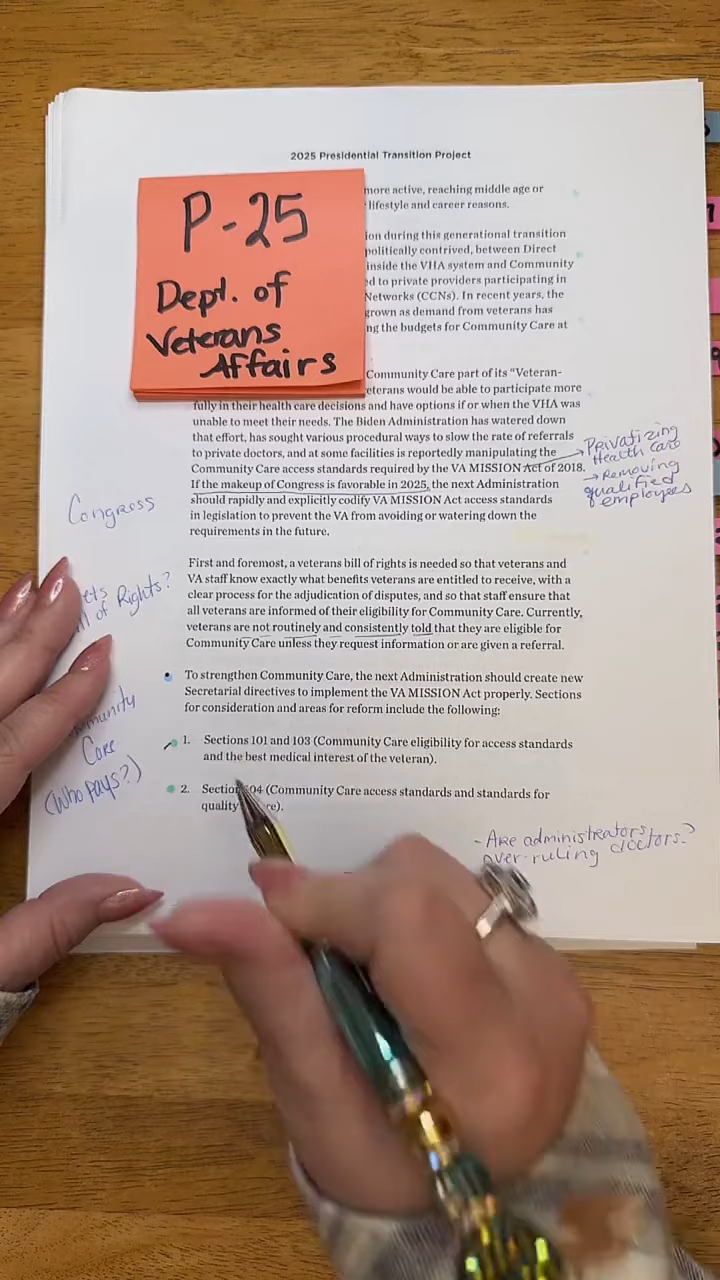 2025 Presidential Transition Project
P-25
Dept. of
Veterans
Affairs
more active, reaching middle age or
lifestyle and career reasons.
ion during this generational transition
politically contrived, between Direct
inside the VHA system and Community
ed to private providers participating in
Networks (CCNs). In recent years, the
grown as demand from veterans has
ng the budgets for Community Care at
Community Care part of its “Veteran-
eterans would be able to participate more
fully in their health care decisions and have options if or when the VHA was
unable to meet their needs. The Biden Administration has watered down
that effort, has sought various procedural ways to slow the rate of referrals
to private doctors, and at some facilities is reportedly manipulating the
Community Care access standards required by the VA MISSION Act of 2018.
If the makeup of Congress is favorable in 2025, the next Administration
should rapidly and explicitly codify VA MISSION Act access standards
in legislation to prevent the VA from avoiding or watering down the
requirements in the future.
Privatizing
Health Care
→ Removing
qualified
employees
Congress
First and foremost, a veterans bill of rights is needed so that veterans and
VA staff know exactly what benefits veterans are entitled to receive, with a
clear process for the adjudication of disputes, and so that staff ensure that
all veterans are informed of their eligibility for Community Care. Currently,
veterans are not routinely and consistently told that they are eligible for
Community Care unless they request information or are given a referral.
ets
of Rights?
To strengthen Community Care, the next Administration should create new
Secretarial directives to implement the VA MISSION Act properly. Sections
for consideration and areas for reform include the following:
munity
Care
(Who pays?)
1. Sections 101 and 103 (Community Care eligibility for access standards
and the best medical interest of the veteran).
2. Section 104 (Community Care access standards and standards for
quality re).
- Are administrators
over-ruling doctors?